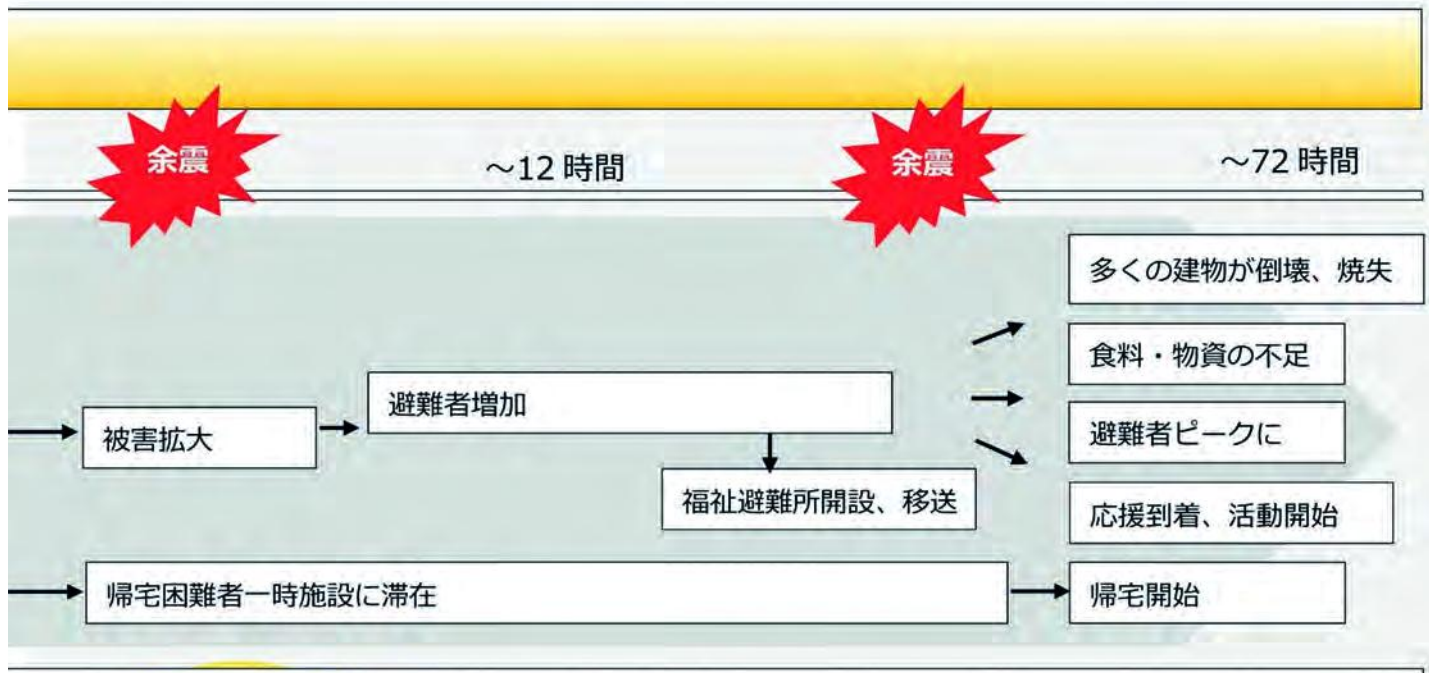 余震
～12 時間
余震
～72 時間
多くの建物が倒壊、焼失
食料・物資の不足
避難者増加
被害拡大
避難者ピークに
福祉避難所開設、移送
応援到着、活動開始
帰宅困難者一時施設に滞在
帰宅開始